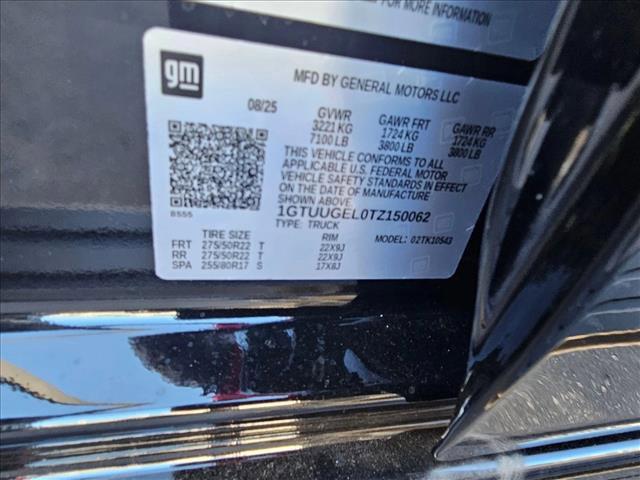 FOR MORE INFORMATION
gm
MFD BY GENERAL MOTORS LLC
08/25 GVWR GAWR FRT GAWR RR
3221 KG 1724 KG 1724 KG
7100 LB 3800 LB 3800 LB
THIS VEHICLE CONFORMS TO ALL
APPLICABLE U.S. FEDERAL MOTOR
VEHICLE SAFETY STANDARDS IN EFFECT
ON THE DATE OF MANUFACTURE
SHOWN ABOVE.
1GTUUGEL0TZ150062
TYPE: TRUCK
B555
MODEL: 02TK10543
TIRE SIZE RIM
FRT 275/50R22 T 22X9J
RR 275/50R22 T 22X9J
SPA 255/80R17 S 17X8J